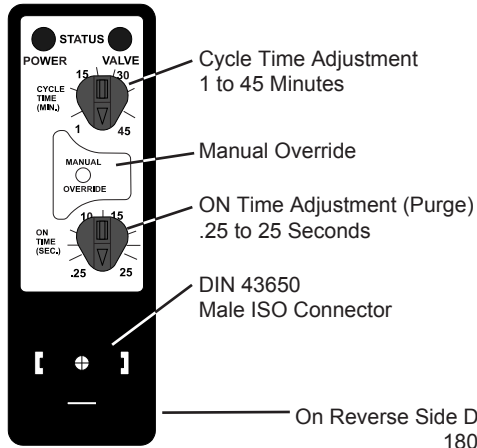 STATUS
POWER VALVE
15 30
CYCLE
TIME
(MIN.)
1 45
MANUAL
OVERRIDE
10 15
ON
TIME
(SEC.)
.25 25
Cycle Time Adjustment
1 to 45 Minutes
Manual Override
ON Time Adjustment (Purge)
.25 to 25 Seconds
DIN 43650
Male ISO Connector
On Reverse Side D
180